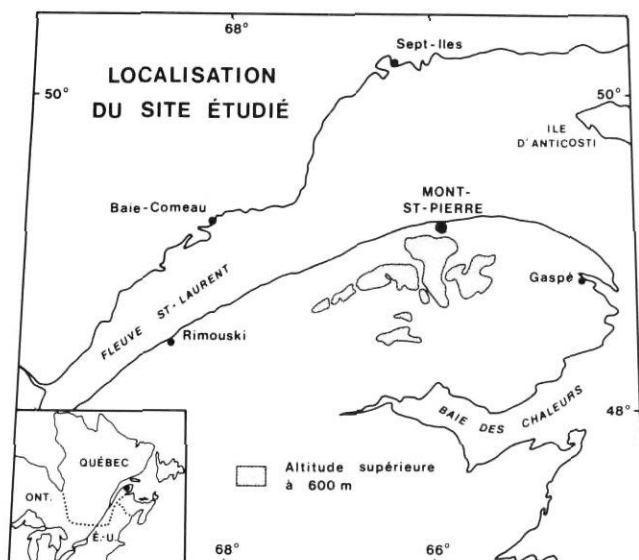 68°
Sept-Iles
LOCALISATION
DU SITE ÉTUDIÉ
50°
50°
ILE
D'ANTICOSTI
MONT-
ST-PIERRE
Baie-Comeau
Gaspé
FLEUVE ST-LAURENT
Rimouski
BAIE DES CHALEURS
48°
QUÉBEC
ONT.
É.-U.
Altitude supérieure
à 600 m
68°
66°